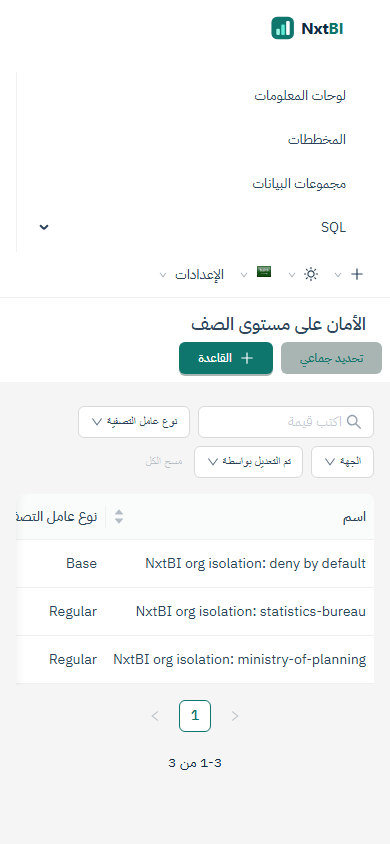 NxtBI
لوحات المعلومات
المخططات
مجموعات البيانات
SQL
الإعدادات
الأمان على مستوى الصف
تحديد جماعي
القاعدة
اكتب قيمة
نوع عامل التصفية
الجهة
تم التعديل بواسطة
مسح الكل
اسم
نوع عامل التصف
NxtBI org isolation: deny by default
Base
NxtBI org isolation: statistics-bureau
Regular
NxtBI org isolation: ministry-of-planning
Regular
1
1-3 من 3